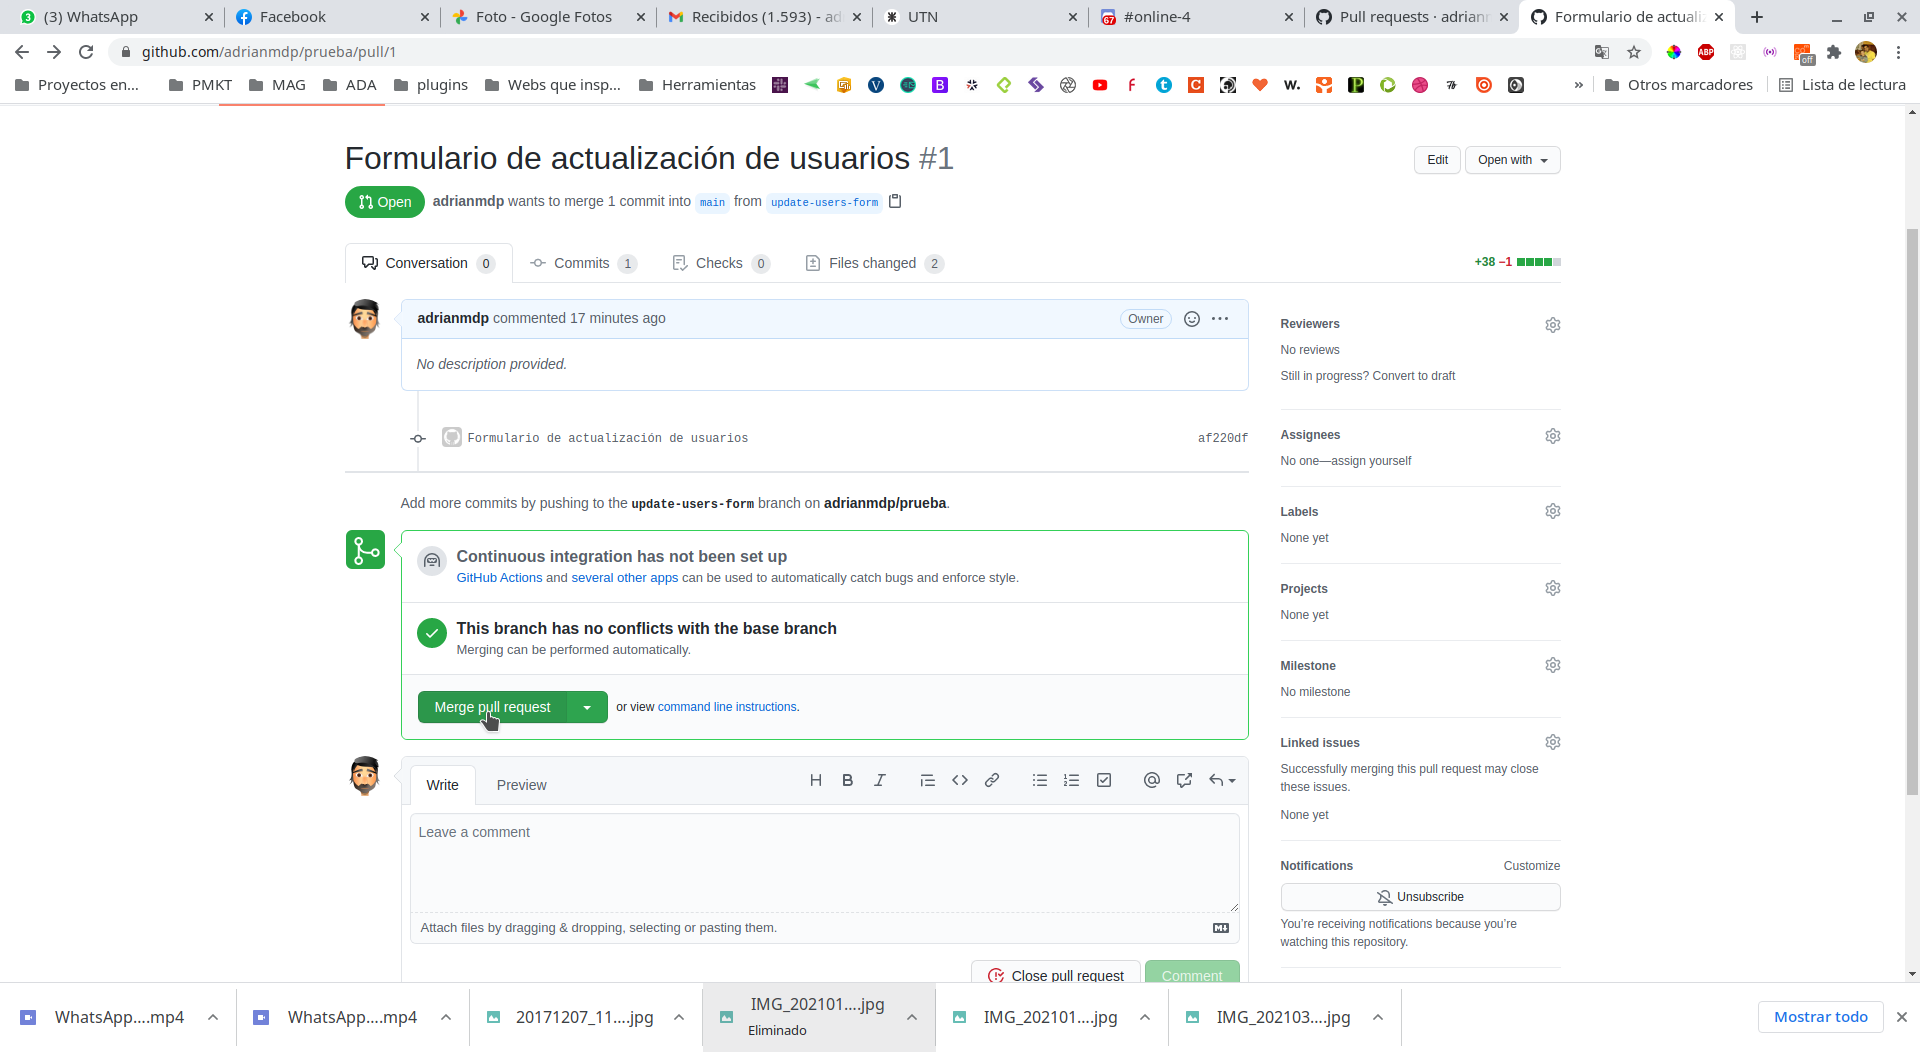 (3) WhatsApp
Facebook
Foto - Google Fotos
Recibidos (1.593) - ad
UTN
#online-4
Pull requests · adrianm
Formulario de actuali
github.com/adrianmdp/prueba/pull/1
off
Proyectos en...
PMKT
MAG
ADA
plugins
Webs que insp...
Herramientas
»
Otros marcadores
Lista de lectura
Formulario de actualización de usuarios #1
Edit
Open with
Open
adrianmdp wants to merge 1 commit into main from update-users-form
Conversation 0
Commits 1
Checks 0
Files changed 2
+38 −1
adrianmdp commented 17 minutes ago
Owner
No description provided.
Formulario de actualización de usuarios
af220df
Add more commits by pushing to the update-users-form branch on adrianmdp/prueba.
Continuous integration has not been set up
GitHub Actions and several other apps can be used to automatically catch bugs and enforce style.
This branch has no conflicts with the base branch
Merging can be performed automatically.
Merge pull request
or view command line instructions.
Write
Preview
Leave a comment
Attach files by dragging & dropping, selecting or pasting them.
Close pull request
Comment
Reviewers
No reviews
Still in progress? Convert to draft
Assignees
No one—assign yourself
Labels
None yet
Projects
None yet
Milestone
No milestone
Linked issues
Successfully merging this pull request may close
these issues.
None yet
Notifications
Customize
Unsubscribe
You're receiving notifications because you're
watching this repository.
WhatsApp....mp4
WhatsApp....mp4
20171207_11....jpg
IMG_202101....jpg
Eliminado
IMG_202101....jpg
IMG_202103....jpg
Mostrar todo